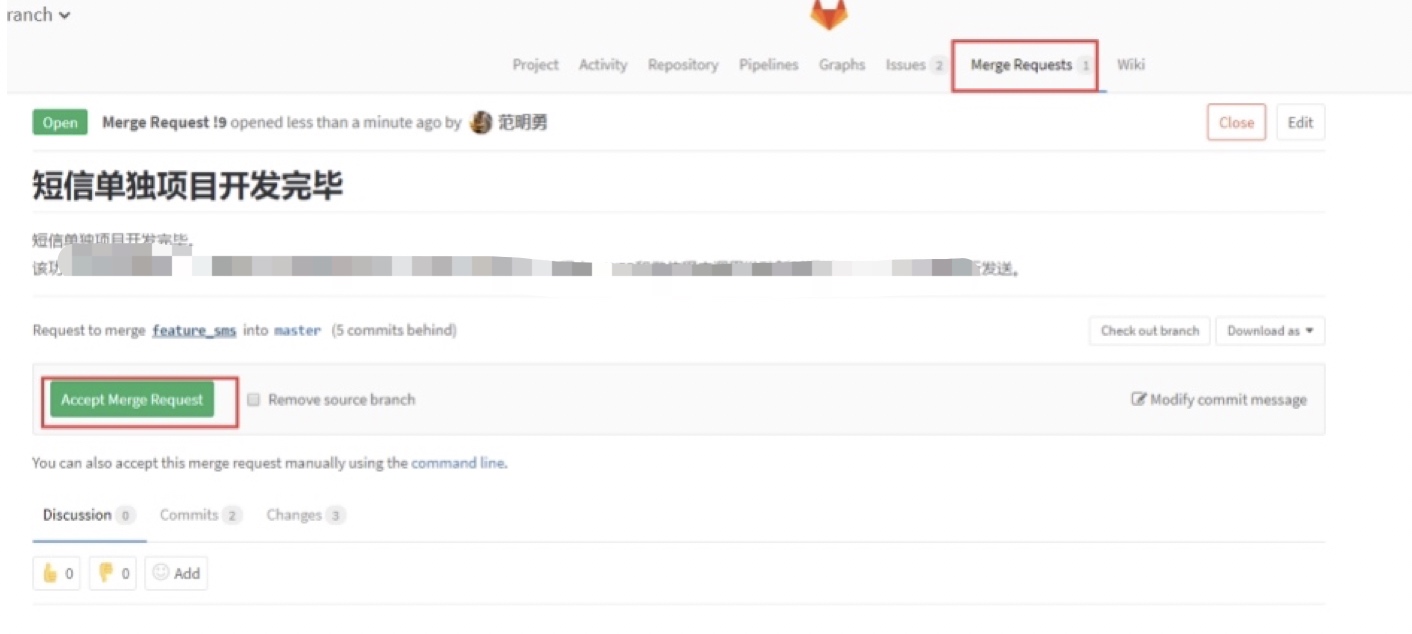 ranch
Project Activity Repository Pipelines Graphs Issues 2 Merge Requests 1 Wiki
Open Merge Request !9 opened less than a minute ago by 范明勇 Close Edit
短信单独项目开发完毕
短信单独项目开发完毕。
该功 发送。
Request to merge feature_sms into master (5 commits behind) Check out branch Download as
Accept Merge Request Remove source branch Modify commit message
You can also accept this merge request manually using the command line.
Discussion 0 Commits 2 Changes 3
0 0 Add